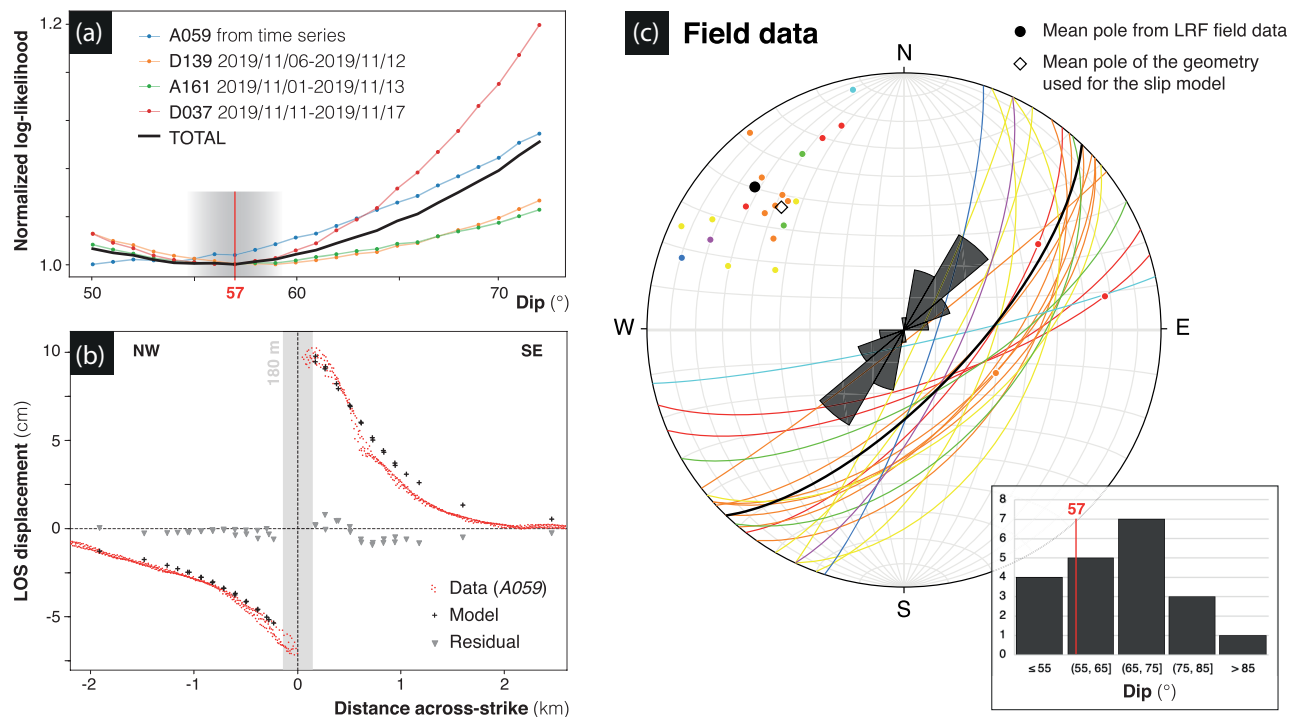 (a)
1.2
1.0
Normalized log-likelihood
A059 from time series
D139 2019/11/06-2019/11/12
A161 2019/11/01-2019/11/13
D037 2019/11/11-2019/11/17
TOTAL
50
57
60
70
Dip (°)
(b)
NW
SE
180 m
10
5
0
-5
LOS displacement (cm)
Data (A059)
Model
Residual
-2
-1
0
1
2
Distance across-strike (km)
(c)
Field data
Mean pole from LRF field data
Mean pole of the geometry
used for the slip model
N
W
E
S
57
8
7
6
5
4
3
2
1
0
≤ 55
(55, 65]
(65, 75]
(75, 85]
> 85
Dip (°)